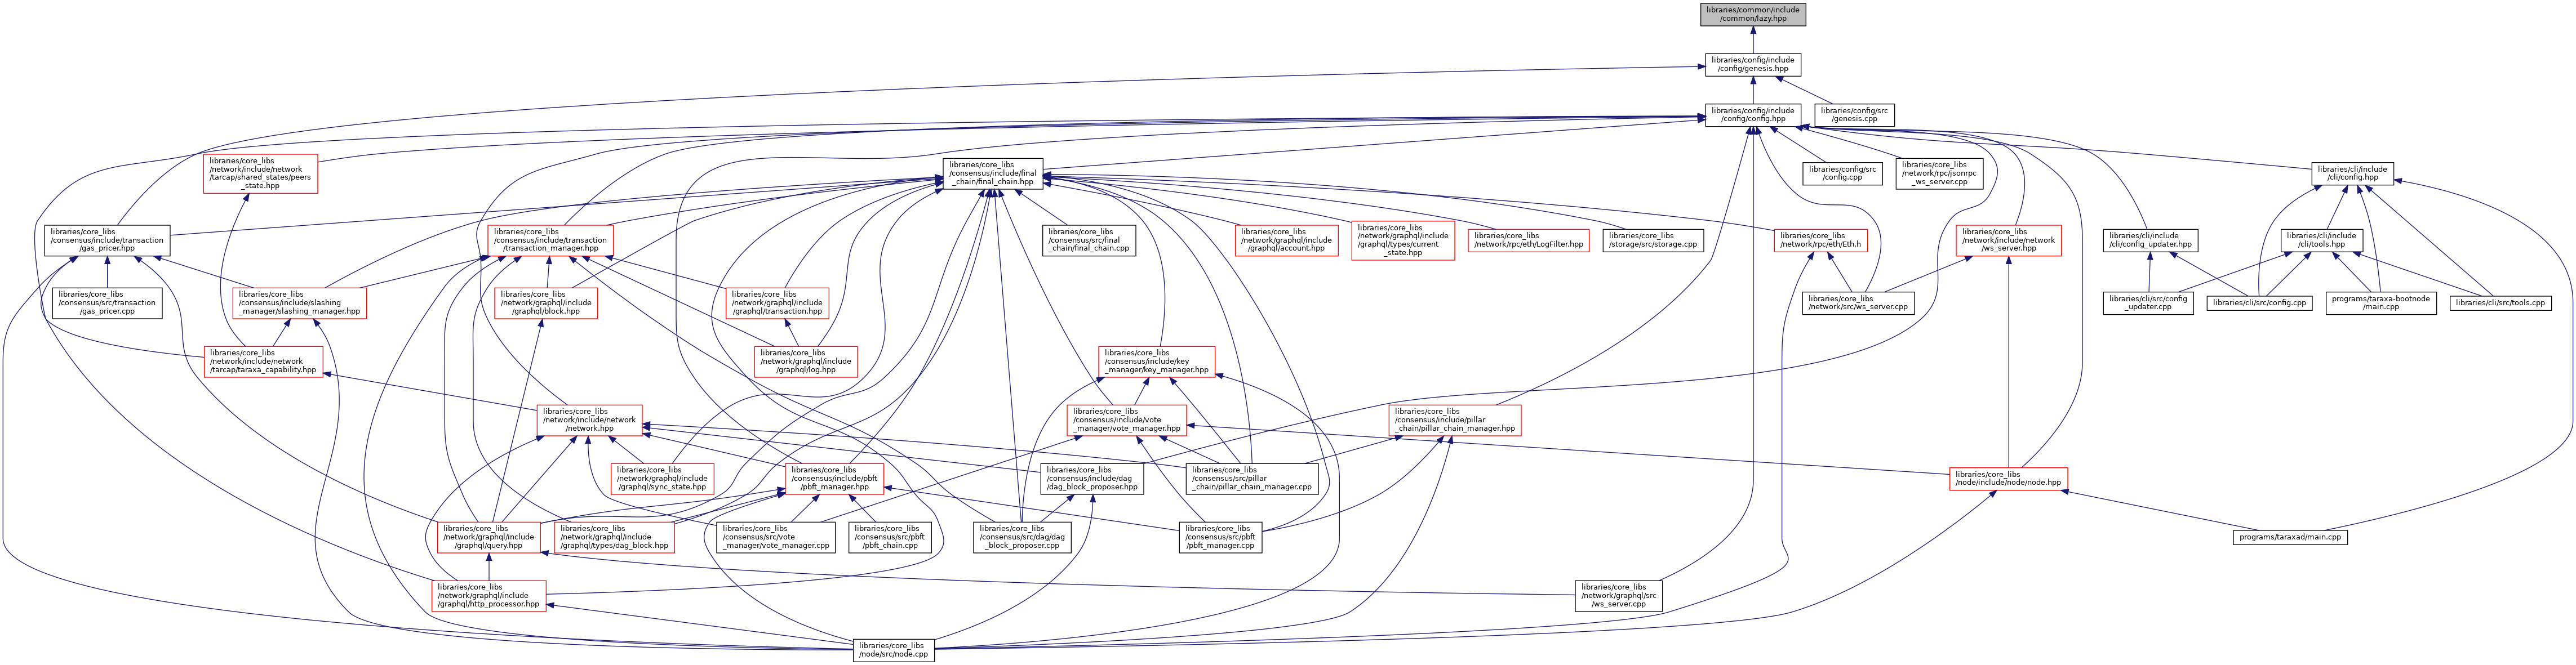 libraries/common/include
/common/lazy.hpp
libraries/config/include
/config/genesis.hpp
libraries/config/include
/config/config.hpp
libraries/config/src
/genesis.cpp
libraries/core_libs
/network/include/network
/tarcap/shared_states/peers
_state.hpp
libraries/core_libs
/consensus/include/final
_chain/final_chain.hpp
libraries/config/src
/config.cpp
libraries/core_libs
/network/rpc/jsonrpc
_ws_server.cpp
libraries/cli/include
/cli/config.hpp
libraries/core_libs
/consensus/include/transaction
/gas_pricer.hpp
libraries/core_libs
/consensus/include/transaction
/transaction_manager.hpp
libraries/core_libs
/consensus/src/final
_chain/final_chain.cpp
libraries/core_libs
/network/graphql/include
/graphql/account.hpp
libraries/core_libs
/network/graphql/include
/graphql/types/current
_state.hpp
libraries/core_libs
/network/rpc/eth/LogFilter.hpp
libraries/core_libs
/storage/src/storage.cpp
libraries/core_libs
/network/rpc/eth/Eth.h
libraries/core_libs
/network/include/network
/ws_server.hpp
libraries/cli/include
/cli/config_updater.hpp
libraries/cli/include
/cli/tools.hpp
libraries/core_libs
/consensus/src/transaction
/gas_pricer.cpp
libraries/core_libs
/consensus/include/slashing
_manager/slashing_manager.hpp
libraries/core_libs
/network/graphql/include
/graphql/block.hpp
libraries/core_libs
/network/graphql/include
/graphql/transaction.hpp
libraries/core_libs
/network/src/ws_server.cpp
libraries/cli/src/config
_updater.cpp
libraries/cli/src/config.cpp
programs/taraxa-bootnode
/main.cpp
libraries/cli/src/tools.cpp
libraries/core_libs
/network/include/network
/tarcap/taraxa_capability.hpp
libraries/core_libs
/network/graphql/include
/graphql/log.hpp
libraries/core_libs
/consensus/include/key
_manager/key_manager.hpp
libraries/core_libs
/network/include/network
/network.hpp
libraries/core_libs
/consensus/include/vote
_manager/vote_manager.hpp
libraries/core_libs
/consensus/include/pillar
_chain/pillar_chain_manager.hpp
libraries/core_libs
/network/graphql/include
/graphql/sync_state.hpp
libraries/core_libs
/consensus/include/pbft
/pbft_manager.hpp
libraries/core_libs
/consensus/include/dag
/dag_block_proposer.hpp
libraries/core_libs
/consensus/src/pillar
_chain/pillar_chain_manager.cpp
libraries/core_libs
/node/include/node/node.hpp
libraries/core_libs
/network/graphql/include
/graphql/query.hpp
libraries/core_libs
/network/graphql/include
/graphql/types/dag_block.hpp
libraries/core_libs
/consensus/src/vote
_manager/vote_manager.cpp
libraries/core_libs
/consensus/src/pbft
/pbft_chain.cpp
libraries/core_libs
/consensus/src/dag/dag
_block_proposer.cpp
libraries/core_libs
/consensus/src/pbft
/pbft_manager.cpp
programs/taraxad/main.cpp
libraries/core_libs
/network/graphql/include
/graphql/http_processor.hpp
libraries/core_libs
/network/graphql/src
/ws_server.cpp
libraries/core_libs
/node/src/node.cpp